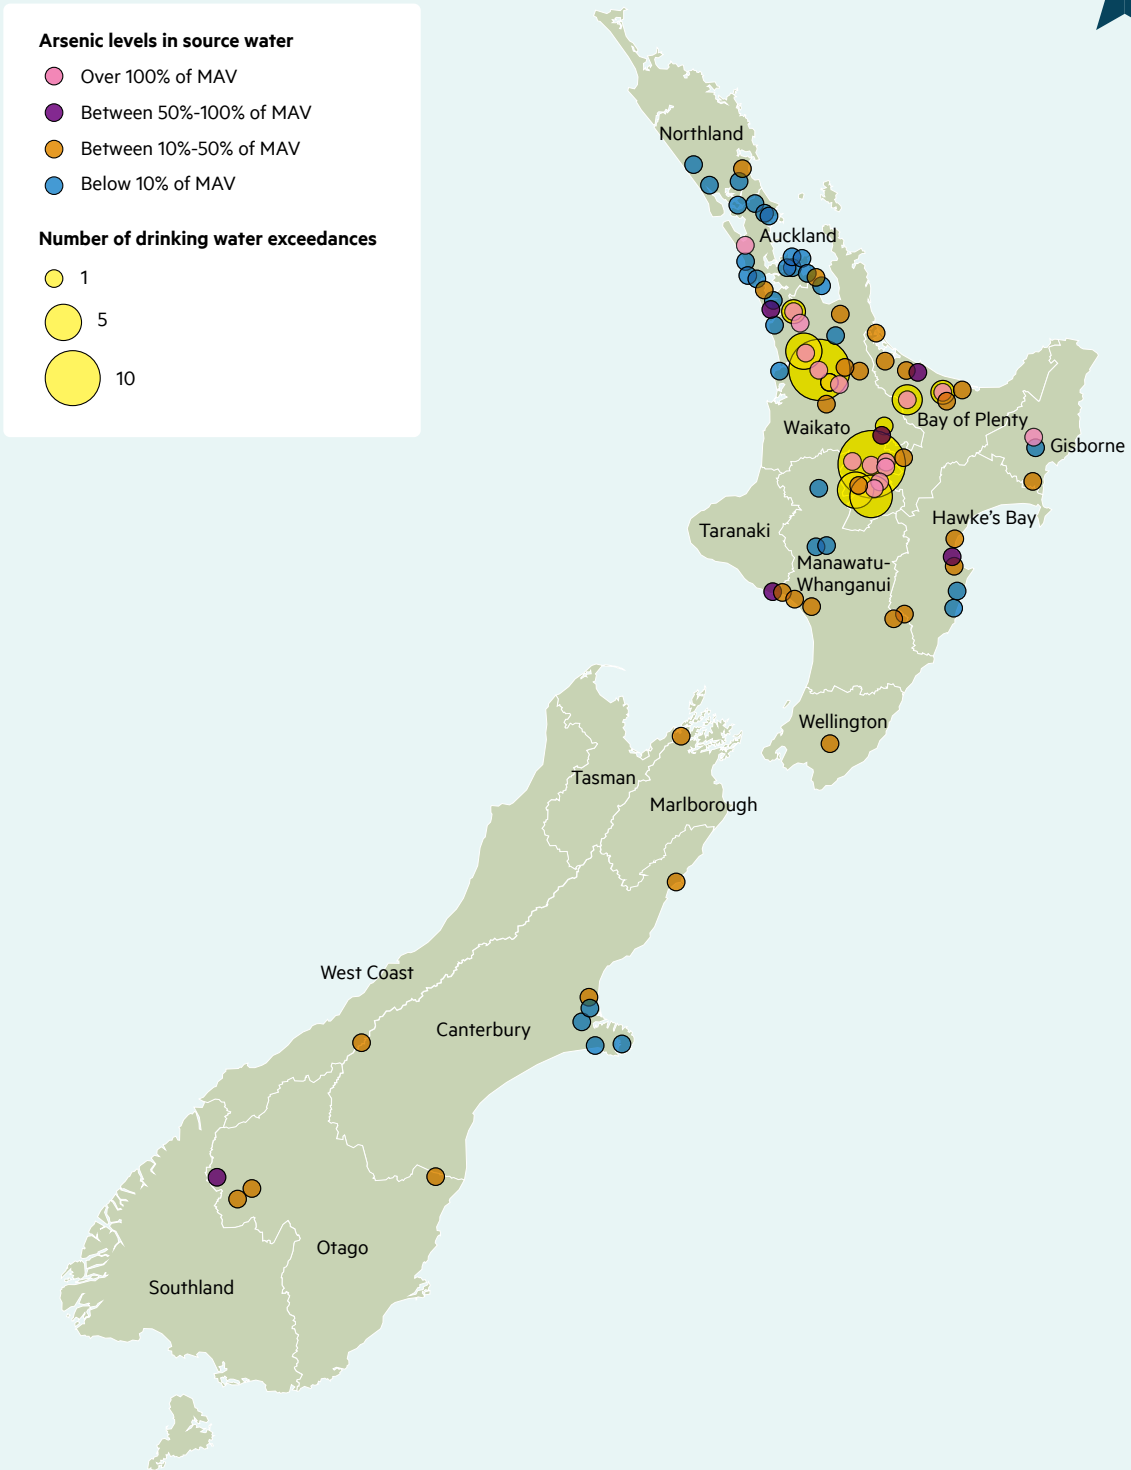 Arsenic levels in source water
Over 100% of MAV
Between 50%-100% of MAV
Between 10%-50% of MAV
Below 10% of MAV
Number of drinking water exceedances
1
5
10
Northland
Auckland
Waikato
Bay of Plenty
Gisborne
Hawke's Bay
Taranaki
Manawatu-
Whanganui
Wellington
Tasman
Marlborough
West Coast
Canterbury
Otago
Southland